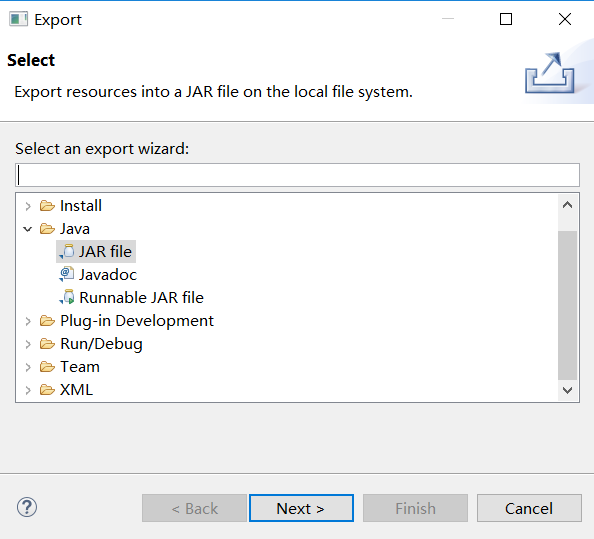 Export
Select
Export resources into a JAR file on the local file system.
Select an export wizard:
Install
Java
JAR file
Javadoc
Runnable JAR file
Plug-in Development
Run/Debug
Team
XML
? < Back Next > Finish Cancel